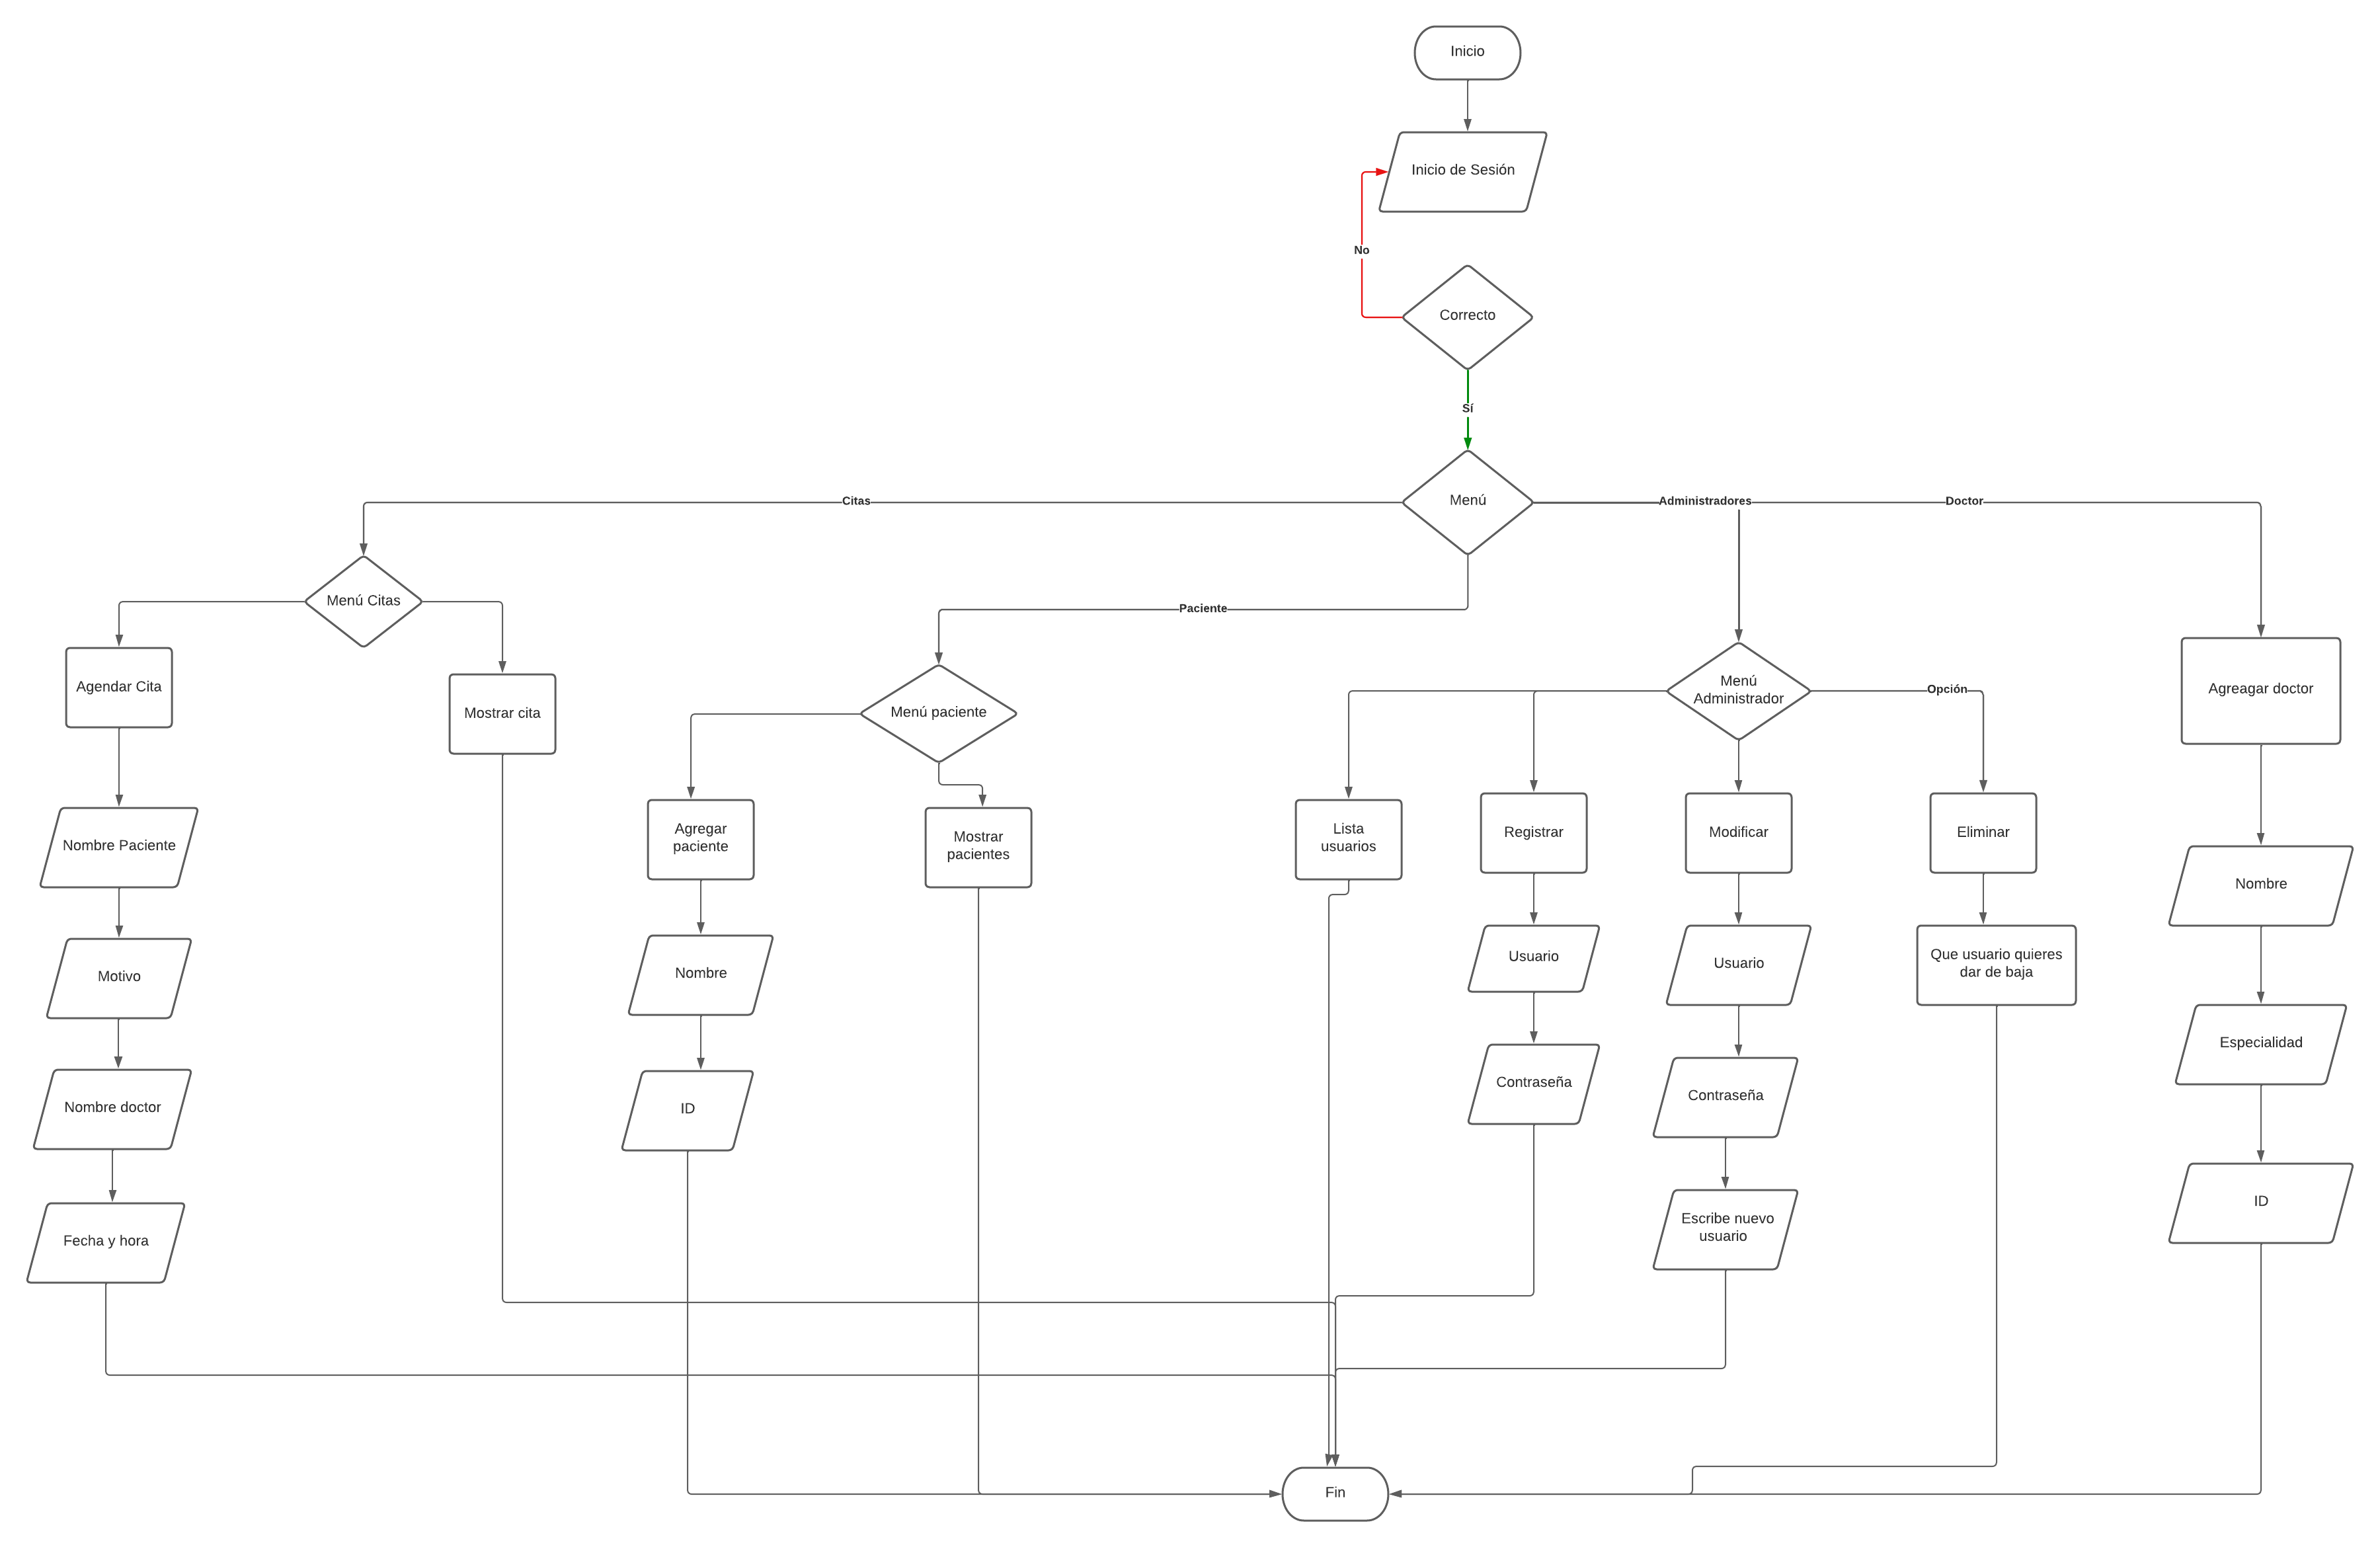 Inicio
Inicio de Sesión
No
Correcto
Sí
Menú
Citas
Administradores
Doctor
Menú Citas
Paciente
Agendar Cita
Mostrar cita
Menú paciente
Menú
Administrador
Opción
Agreagar doctor
Agregar
paciente
Mostrar
pacientes
Lista
usuarios
Registrar
Modificar
Eliminar
Nombre Paciente
Nombre
Usuario
Usuario
Que usuario quieres
dar de baja
Nombre
Motivo
ID
Contraseña
Contraseña
Especialidad
Nombre doctor
Escribe nuevo
usuario
ID
Fecha y hora
Fin